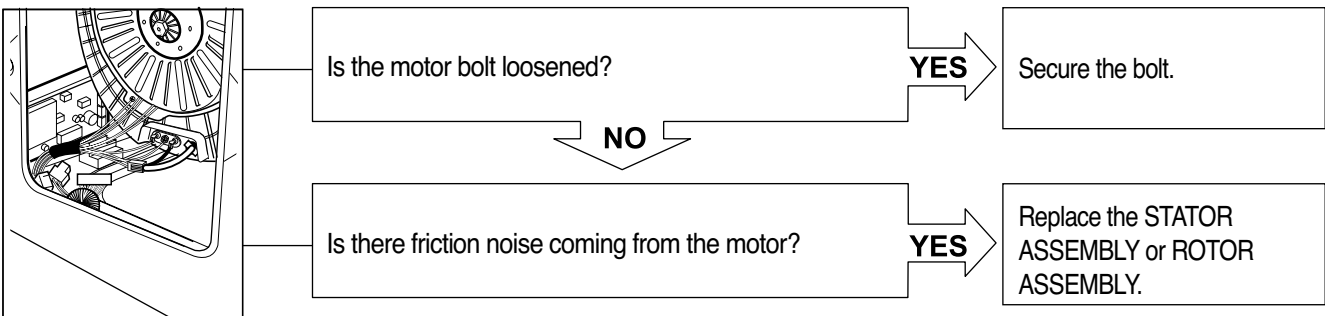 Is the motor bolt loosened?
YES
Secure the bolt.
NO
Is there friction noise coming from the motor?
YES
Replace the STATOR
ASSEMBLY or ROTOR
ASSEMBLY.